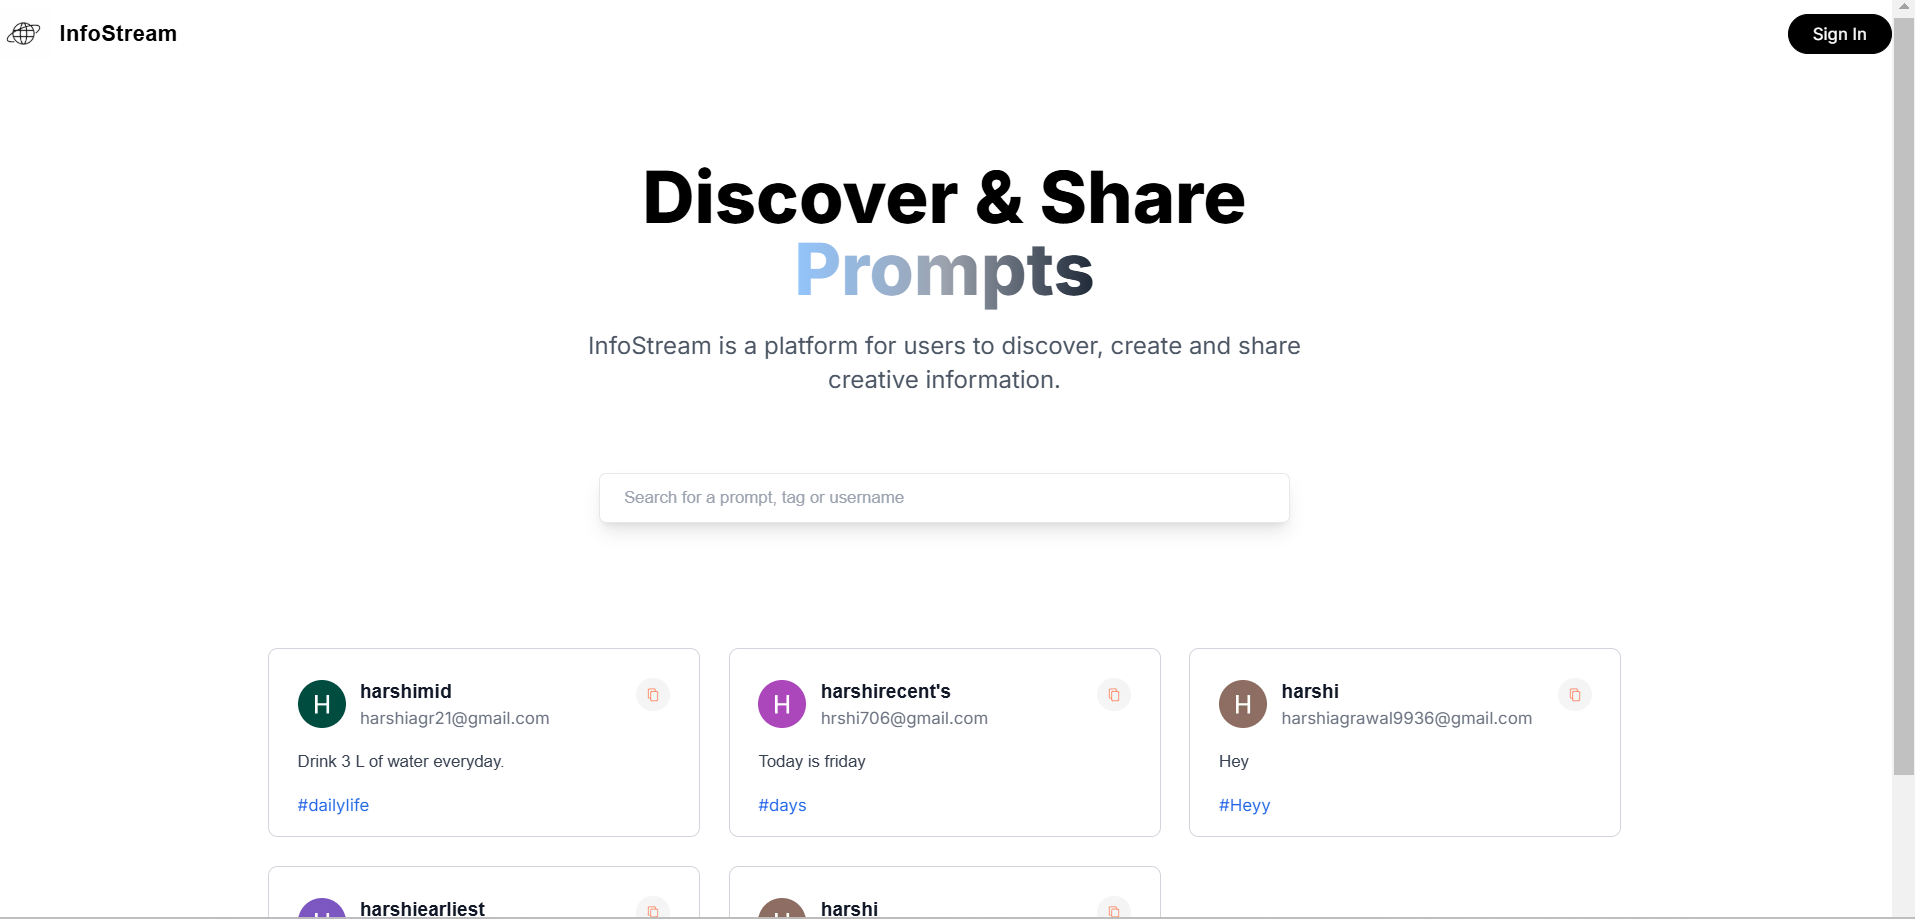 InfoStream
Sign In
Discover & Share
Prompts
InfoStream is a platform for users to discover, create and share
creative information.
Search for a prompt, tag or username
H
harshimid
harshiagr21@gmail.com
Drink 3 L of water everyday.
#dailylife
H
harshirecent's
hrshi706@gmail.com
Today is friday
#days
H
harshi
harshiagrawal9936@gmail.com
Hey
#Heyy
H
harshiearliest
H
harshi